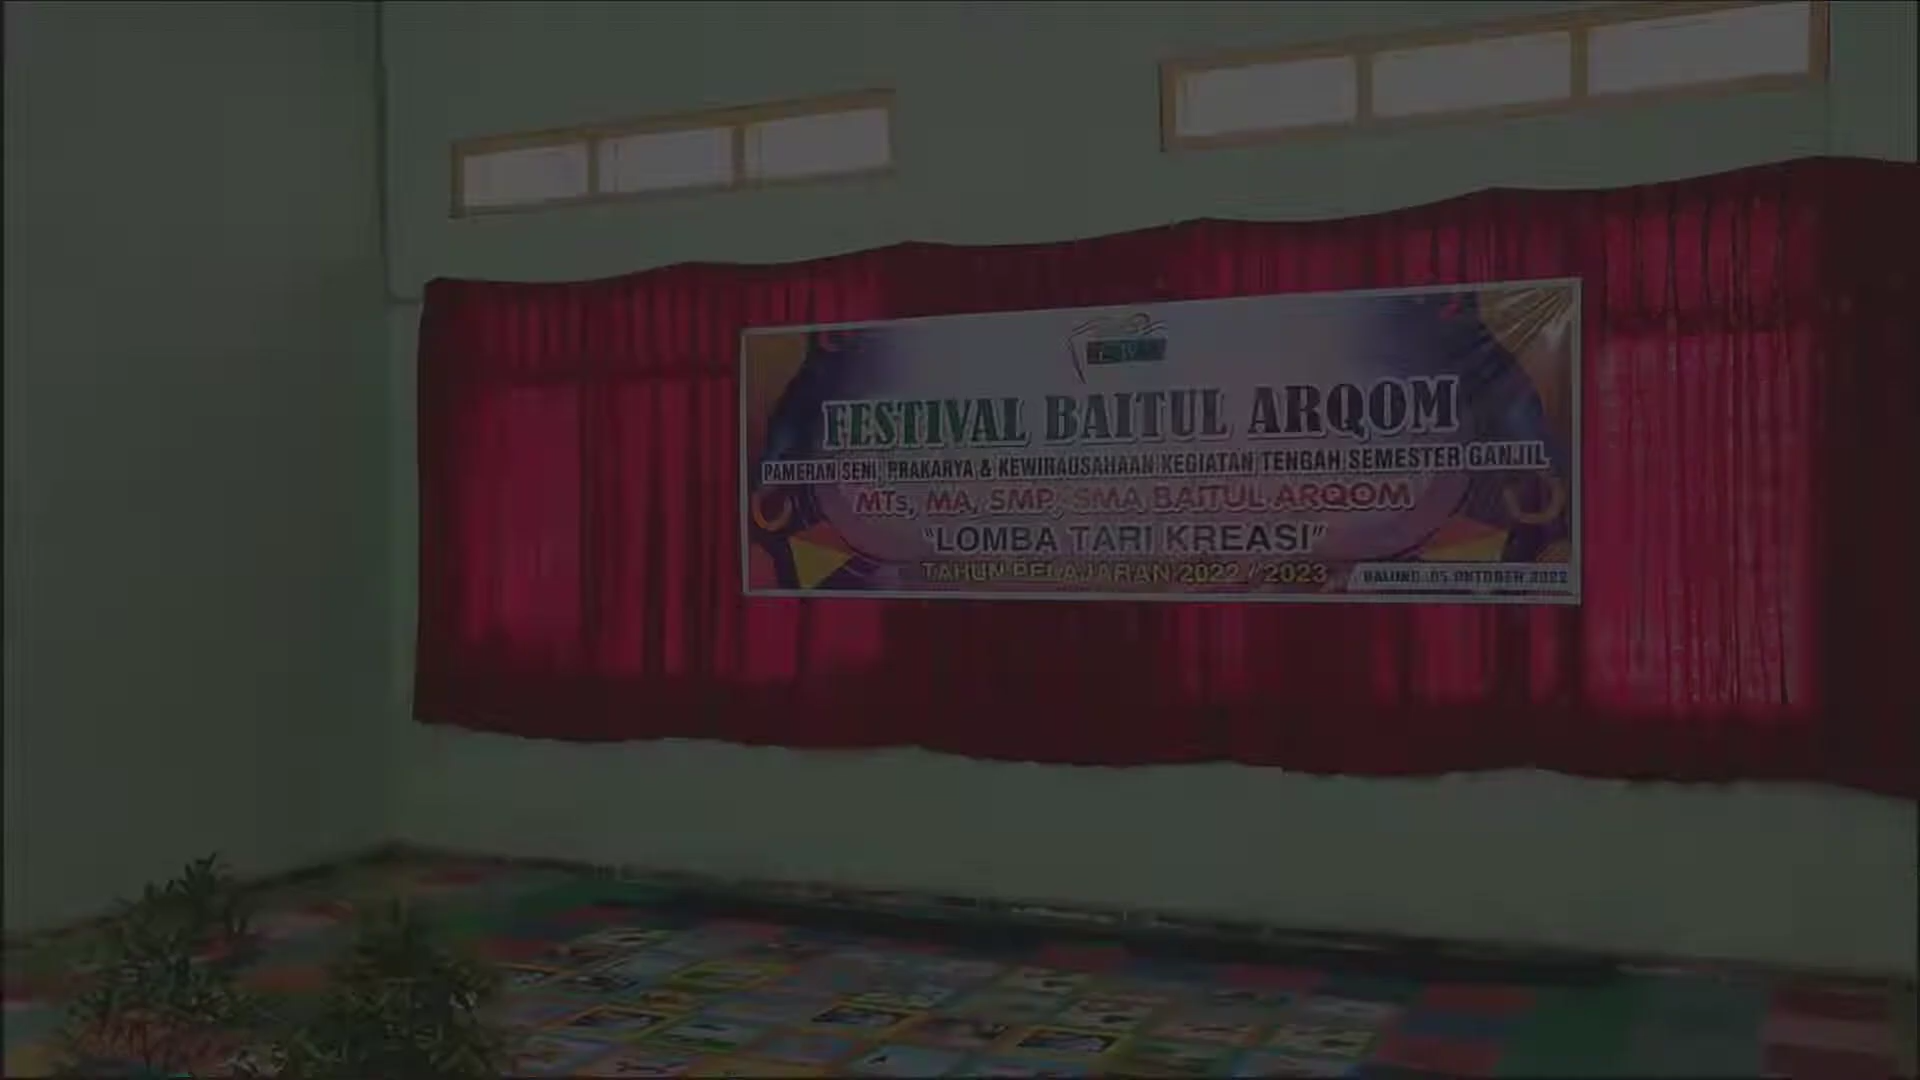 FESTIVAL BAITUL ARQOM
PAMERAN SENI, PRAKARYA & KEWIRAUSAHAAN KEGIATAN TENGAH SEMESTER GANJIL
MTs, MA, SMP, SMA BAITUL ARQOM
"LOMBA TARI KREASI"
TAHUN PELAJARAN 2022 / 2023
BALUNG, 05 OKTOBER 2022